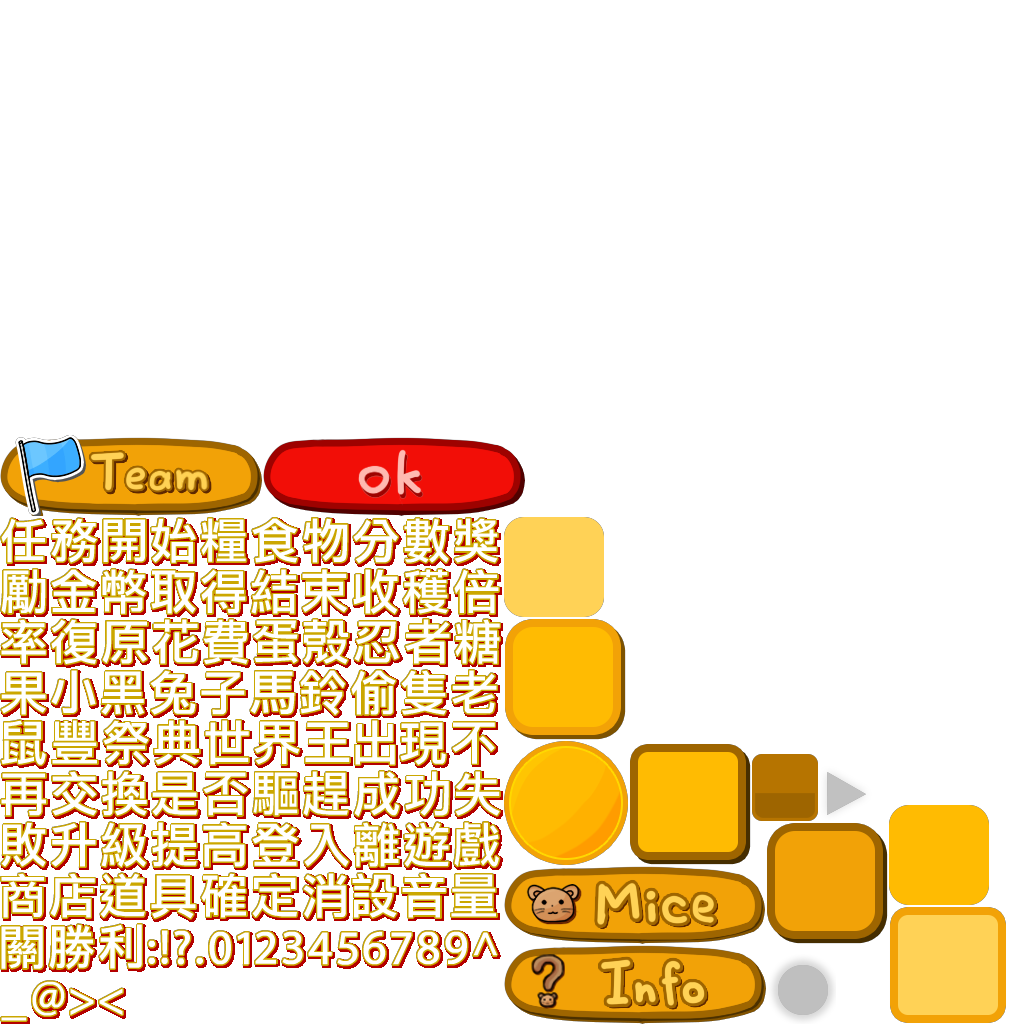 Team
ok
任務開始糧食物分數獎
勵金幣取得結束收穫倍
率復原花費蛋殼忍者糖
果小黑兔子馬鈴偷隻老
鼠豐祭典世界王出現不
再交換是否驅趕成功失
敗升級提高登入離遊戲
商店道具確定消設音量
關勝利:!?.0123456789^
_@><
Mice
? Info